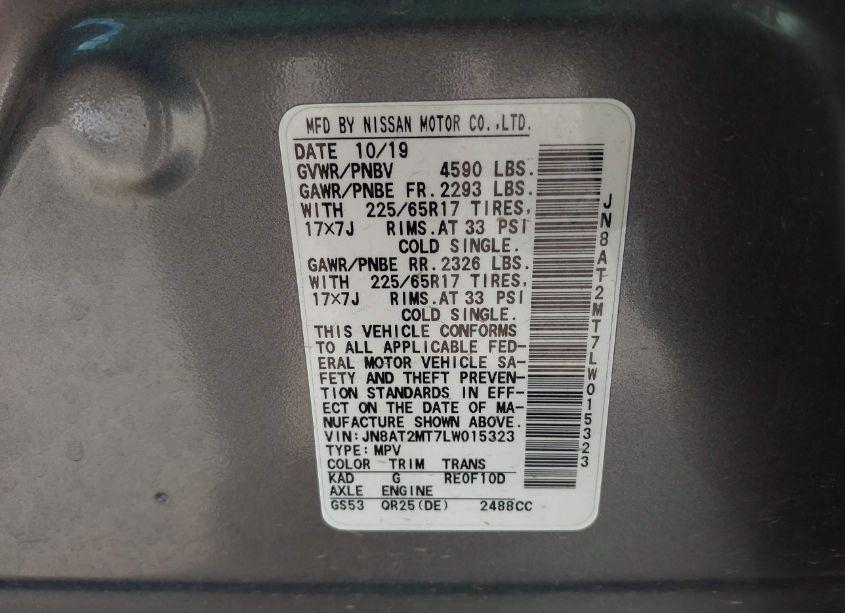 MFD BY NISSAN MOTOR CO.,LTD.
DATE 10/19
GVWR/PNBV 4590 LBS.
GAWR/PNBE FR. 2293 LBS.
WITH 225/65R17 TIRES,
17×7J RIMS.AT 33 PSI
COLD SINGLE.
GAWR/PNBE RR. 2326 LBS.
WITH 225/65R17 TIRES,
17×7J RIMS.AT 33 PSI
COLD SINGLE.
THIS VEHICLE CONFORMS
TO ALL APPLICABLE FED-
ERAL MOTOR VEHICLE SA-
FETY AND THEFT PREVEN-
TION STANDARDS IN EFF-
ECT ON THE DATE OF MA-
NUFACTURE SHOWN ABOVE.
VIN:JN8AT2MT7LW015323
TYPE:MPV
COLOR TRIM TRANS
KAD G RE0F10D
AXLE ENGINE
GS53 QR25(DE) 2488CC
JN8AT2MT7LW015323